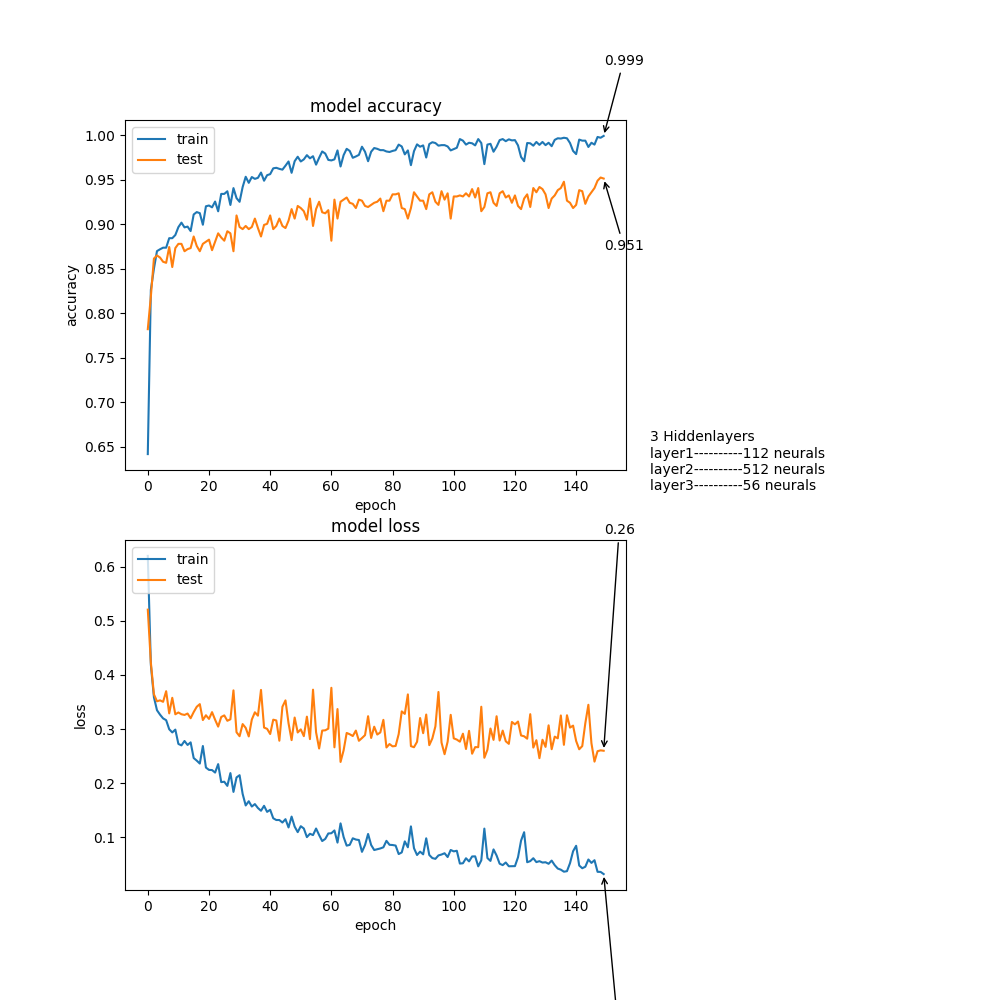 0.999
model accuracy
train
test
1.00
0.95
0.90
0.85
0.80
0.75
0.70
0.65
accuracy
0.951
0 20 40 60 80 100 120 140
epoch
3 Hiddenlayers
layer1----------112 neurals
layer2----------512 neurals
layer3----------56 neurals
model loss
0.26
train
test
0.6
0.5
0.4
0.3
0.2
0.1
loss
0 20 40 60 80 100 120 140
epoch